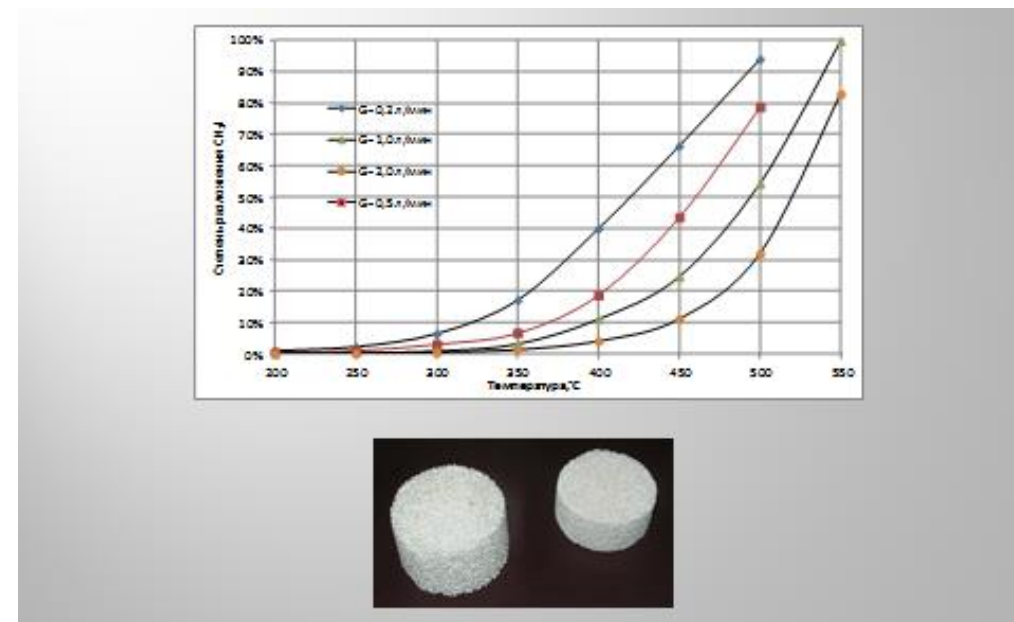 100%
90%
80%
70%
60%
50%
40%
30%
20%
10%
0%
Степень разложения CH₄
G- 0,2 л/мин
G- 1,0 л/мин
G- 2,0 л/мин
G- 0,5 л/мин
200 250 300 350 400 450 500 550
Температура,°С